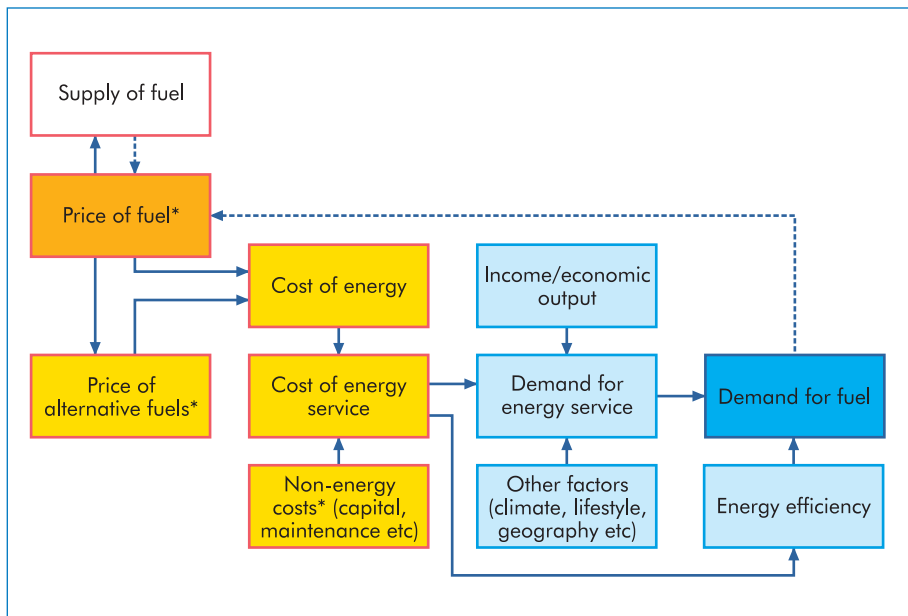 Supply of fuel
Price of fuel*
Cost of energy
Income/economic
output
Price of
alternative fuels*
Cost of energy
service
Demand for
energy service
Demand for fuel
Non-energy
costs* (capital,
maintenance etc)
Other factors
(climate, lifestyle,
geography etc)
Energy efficiency